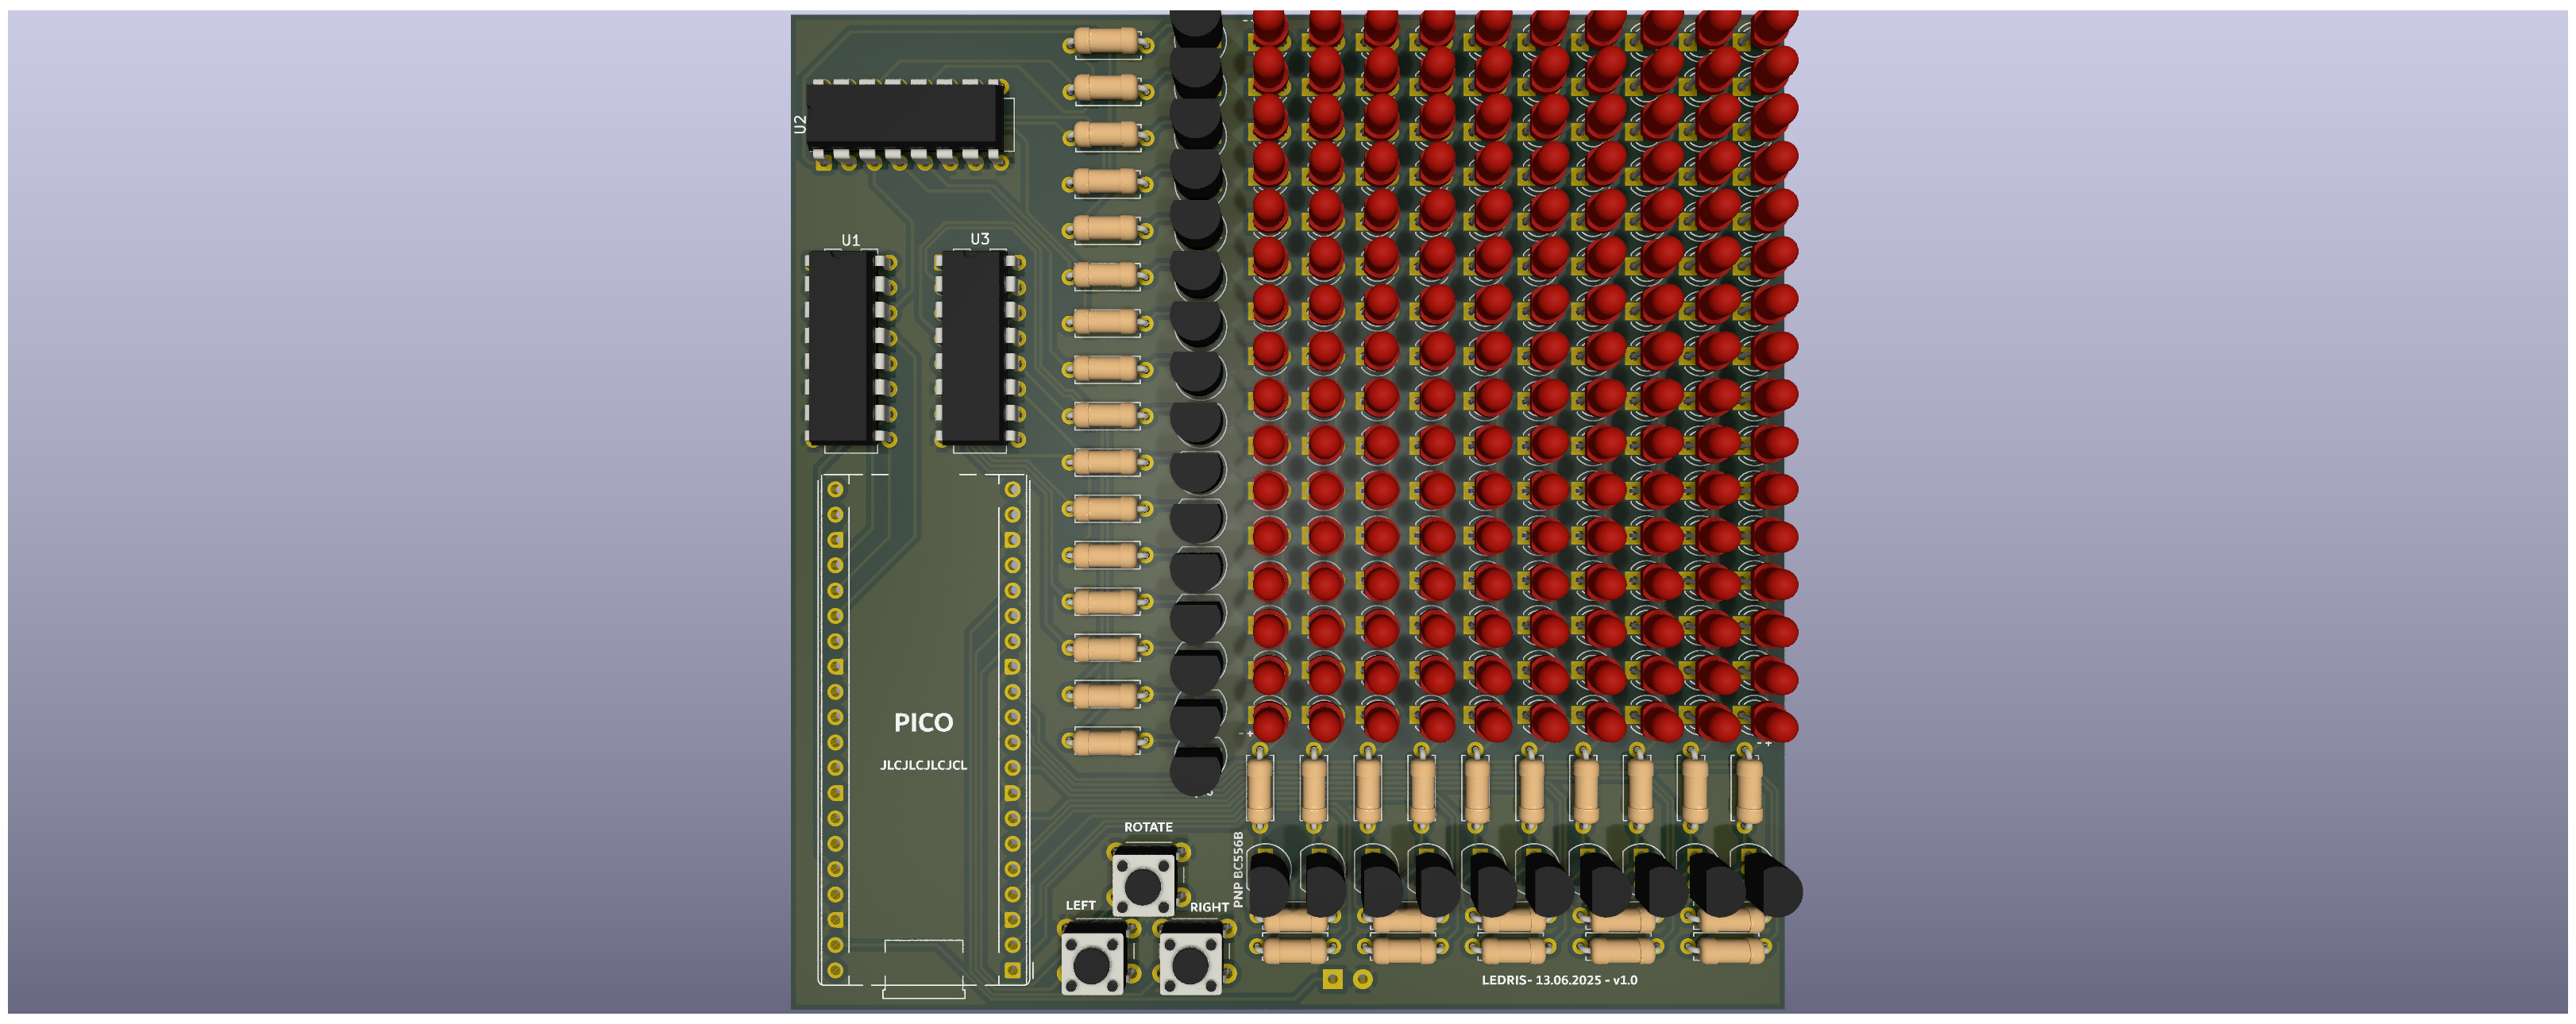 U2
U1
U3
PICO
JLCJLCJLCJCL
ROTATE
LEFT
RIGHT
PNP BC556B
LEDRIS- 13.06.2025 - v1.0